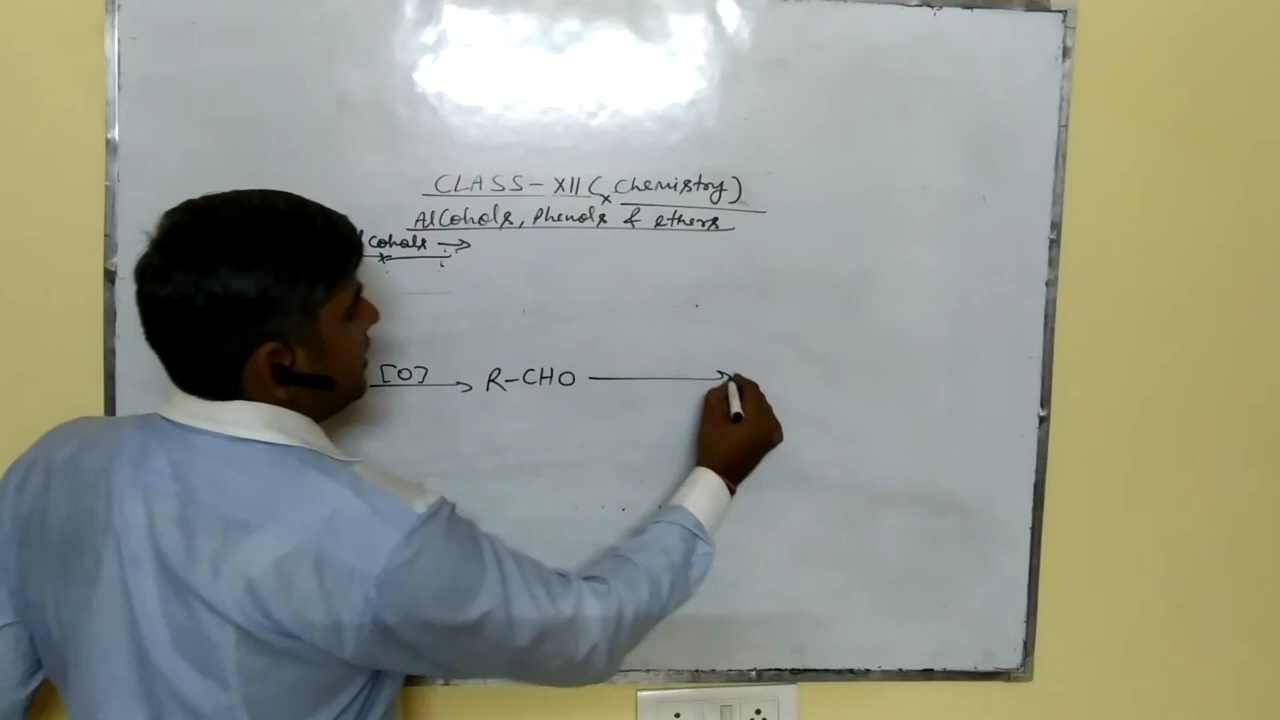 CLASS - XII (Chemistry)
Alcohols, Phenols & ethers
cohols →
[O] → R-CHO →